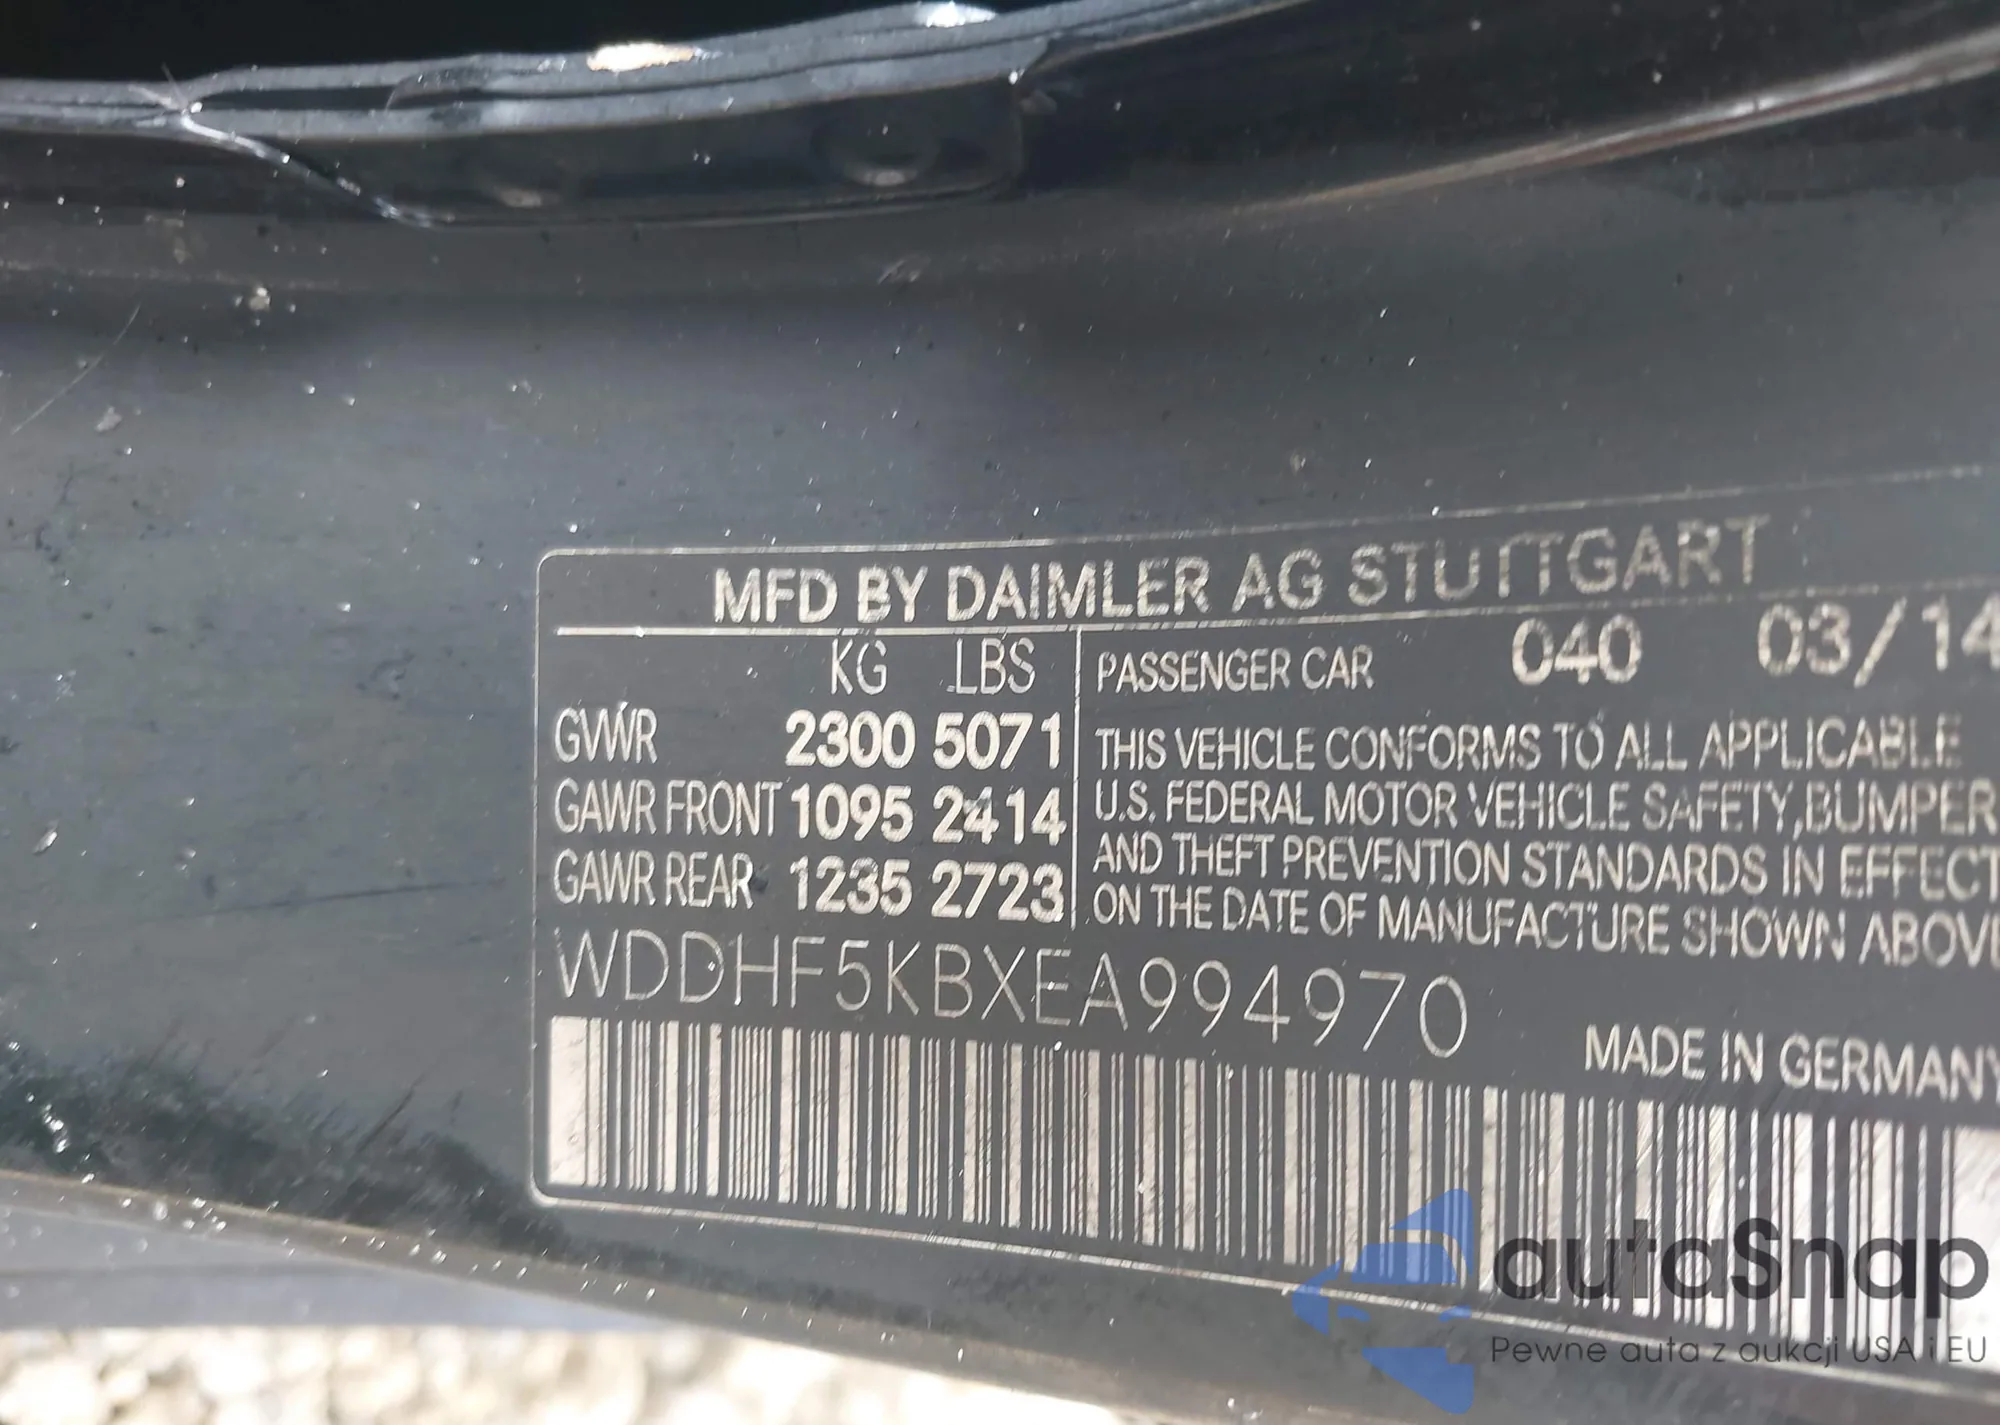 MFD BY DAIMLER AG STUTTGART
KG LBS
GVWR 2300 5071
GAWR FRONT 1095 2414
GAWR REAR 1235 2723
PASSENGER CAR 040 03/14
THIS VEHICLE CONFORMS TO ALL APPLICABLE
U.S. FEDERAL MOTOR VEHICLE SAFETY, BUMPER
AND THEFT PREVENTION STANDARDS IN EFFECT
ON THE DATE OF MANUFACTURE SHOWN ABOVE
WDDHF5KBXEA994970
MADE IN GERMANY
autaSnap
Pewne auta z aukcji USA i EU